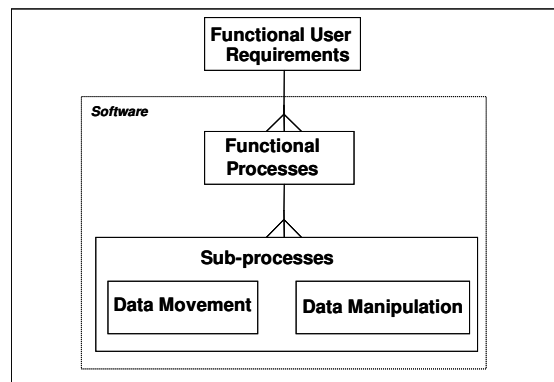 Functional User
Requirements
Software
Functional
Processes
Sub-processes
Data Movement
Data Manipulation